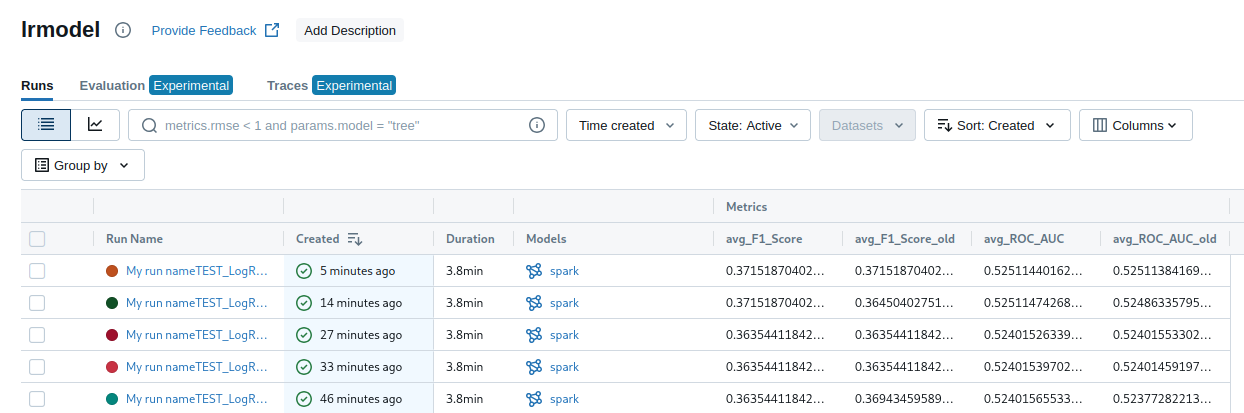 lrmodel Provide Feedback Add Description
Runs Evaluation Experimental Traces Experimental
metrics.rmse < 1 and params.model = "tree" Time created State: Active Datasets Sort: Created Columns
Group by
Metrics
Run Name Created Duration Models avg_F1_Score avg_F1_Score_old avg_ROC_AUC avg_ROC_AUC_old
My run nameTEST_LogR... 5 minutes ago 3.8min spark 0.37151870402... 0.37151870402... 0.52511440162... 0.52511384169...
My run nameTEST_LogR... 14 minutes ago 3.8min spark 0.37151870402... 0.36450402751... 0.52511474268... 0.52486335795...
My run nameTEST_LogR... 27 minutes ago 3.8min spark 0.36354411842... 0.36354411842... 0.52401526339... 0.52401553302...
My run nameTEST_LogR... 33 minutes ago 3.8min spark 0.36354411842... 0.36354411842... 0.52401539702... 0.52401459197...
My run nameTEST_LogR... 46 minutes ago 3.8min spark 0.36354411842... 0.36943459589... 0.52401565533... 0.52377282213...